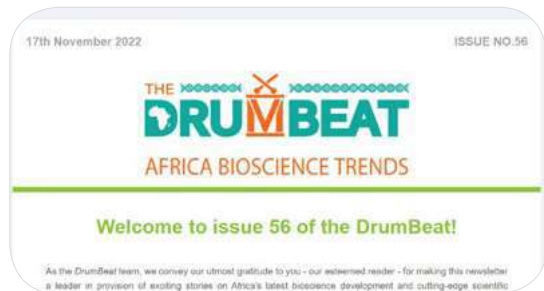 17th November 2022
ISSUE NO.56
THE
DRUMBEAT
AFRICA BIOSCIENCE TRENDS
Welcome to issue 56 of the DrumBeat!
As the DrumBeat team, we convey our utmost gratitude to you - our esteemed reader - for making this newsletter
a leader in provision of exciting stories on Africa's latest bioscience development and cutting-edge scientific